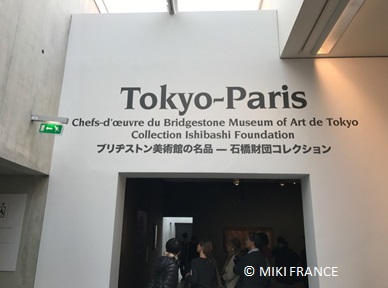 Tokyo-Paris
Chefs-d'œuvre du Bridgestone Museum of Art de Tokyo
Collection Ishibashi Foundation
ブリヂストン美術館の名品 — 石橋財団コレクション
© MIKI FRANCE